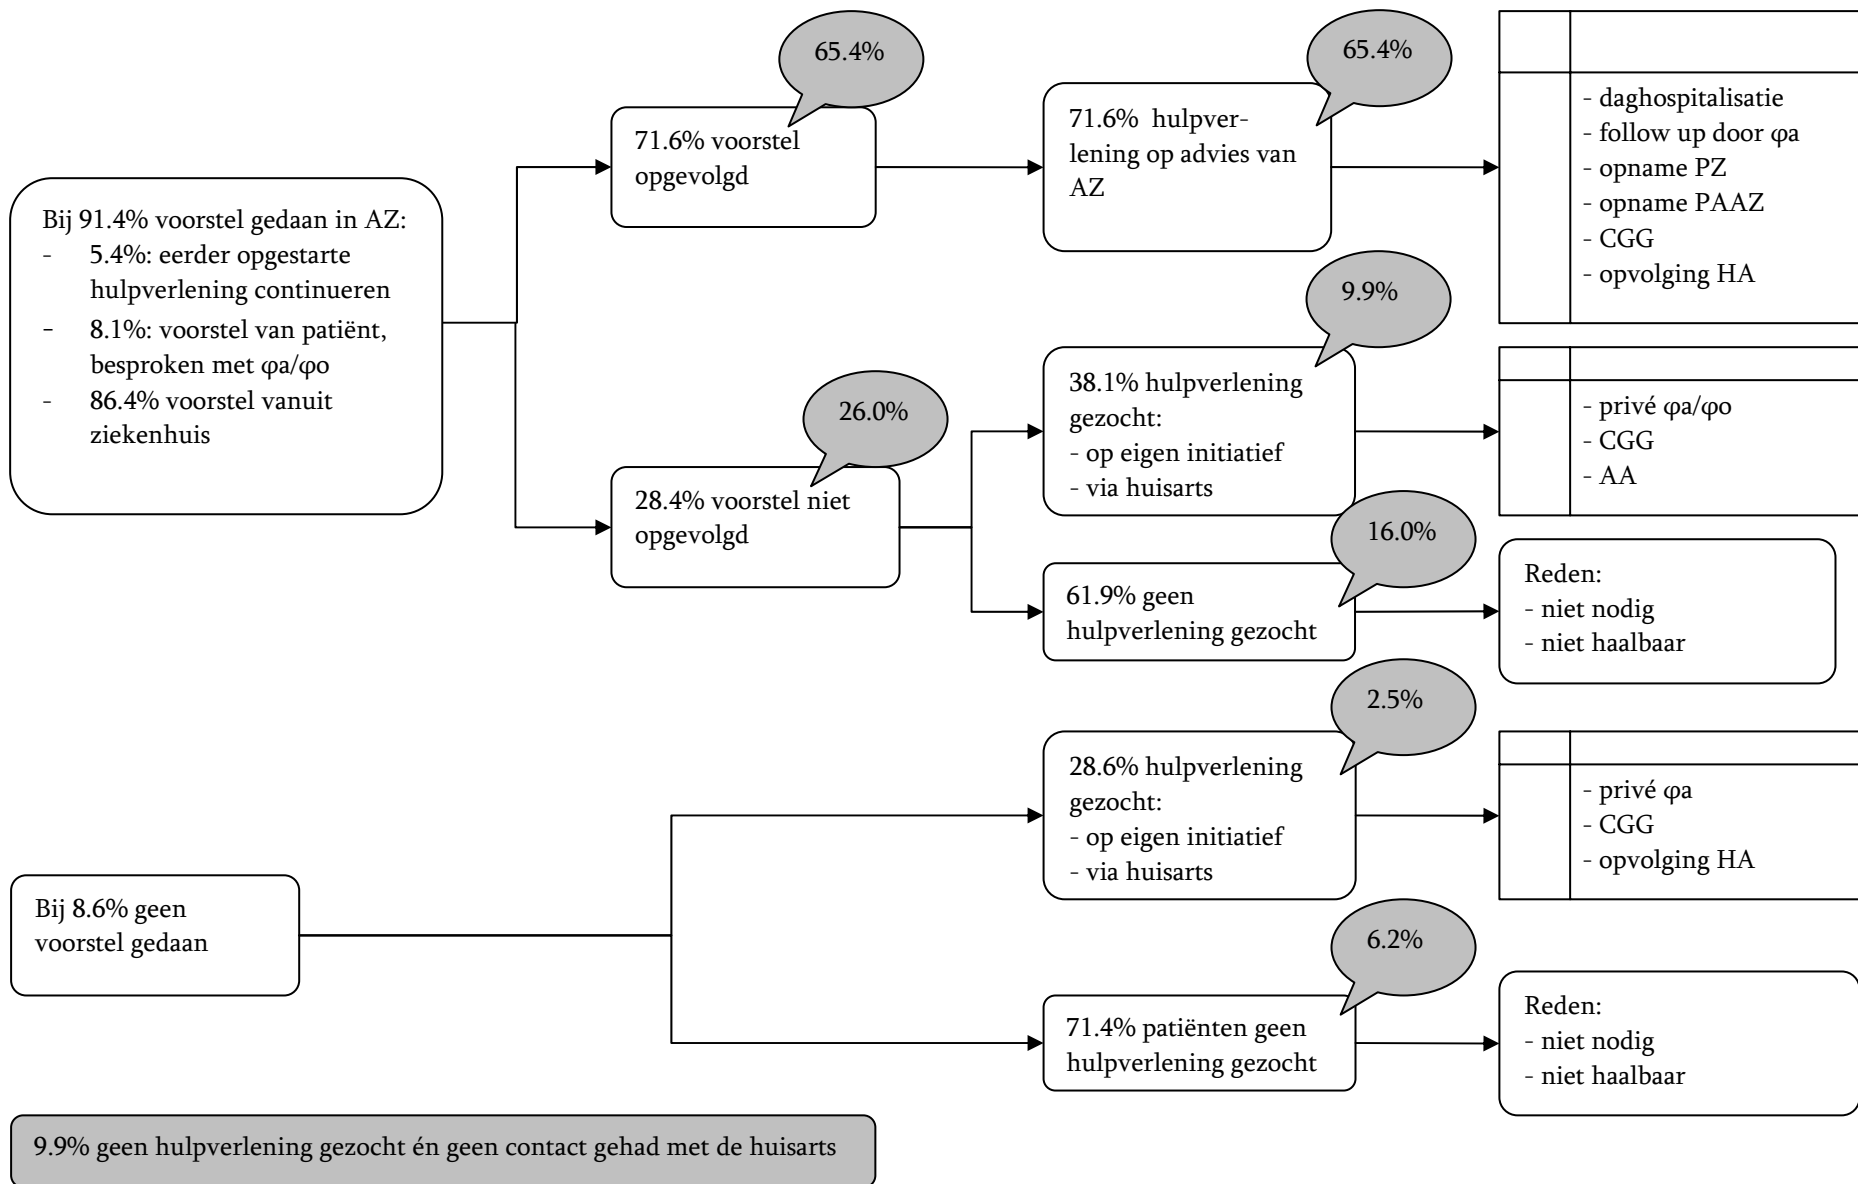 Bij 91.4% voorstel gedaan in AZ:
- 5.4%: eerder opgestarte
hulpverlening continueren
- 8.1%: voorstel van patiënt,
besproken met φa/φo
- 86.4% voorstel vanuit
ziekenhuis
65.4%
71.6% voorstel
opgevolgd
65.4%
71.6% hulpver-
lening op advies van
AZ
- daghospitalisatie
- follow up door φa
- opname PZ
- opname PAAZ
- CGG
- opvolging HA
26.0%
28.4% voorstel niet
opgevolgd
9.9%
38.1% hulpverlening
gezocht:
- op eigen initiatief
- via huisarts
- privé φa/φo
- CGG
- AA
16.0%
61.9% geen
hulpverlening gezocht
Reden:
- niet nodig
- niet haalbaar
Bij 8.6% geen
voorstel gedaan
2.5%
28.6% hulpverlening
gezocht:
- op eigen initiatief
- via huisarts
- privé φa
- CGG
- opvolging HA
6.2%
71.4% patiënten geen
hulpverlening gezocht
Reden:
- niet nodig
- niet haalbaar
9.9% geen hulpverlening gezocht én geen contact gehad met de huisarts